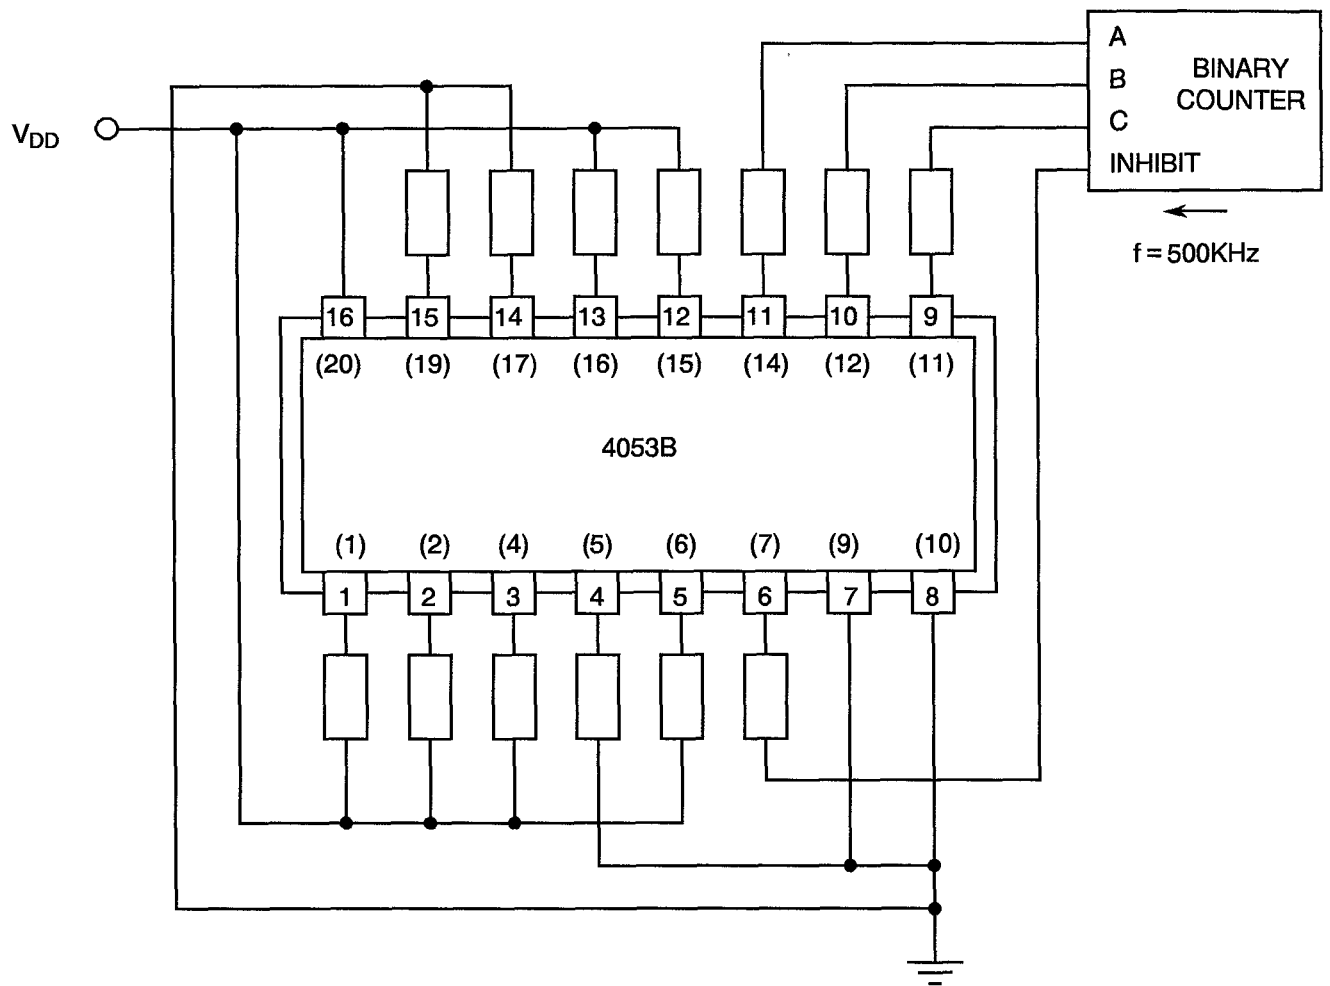 A
BINARY
B
COUNTER
C
V_DD
INHIBIT
f = 500KHz
16 15 14 13 12 11 10 9
(20) (19) (17) (16) (15) (14) (12) (11)
4053B
(1) (2) (4) (5) (6) (7) (9) (10)
1 2 3 4 5 6 7 8